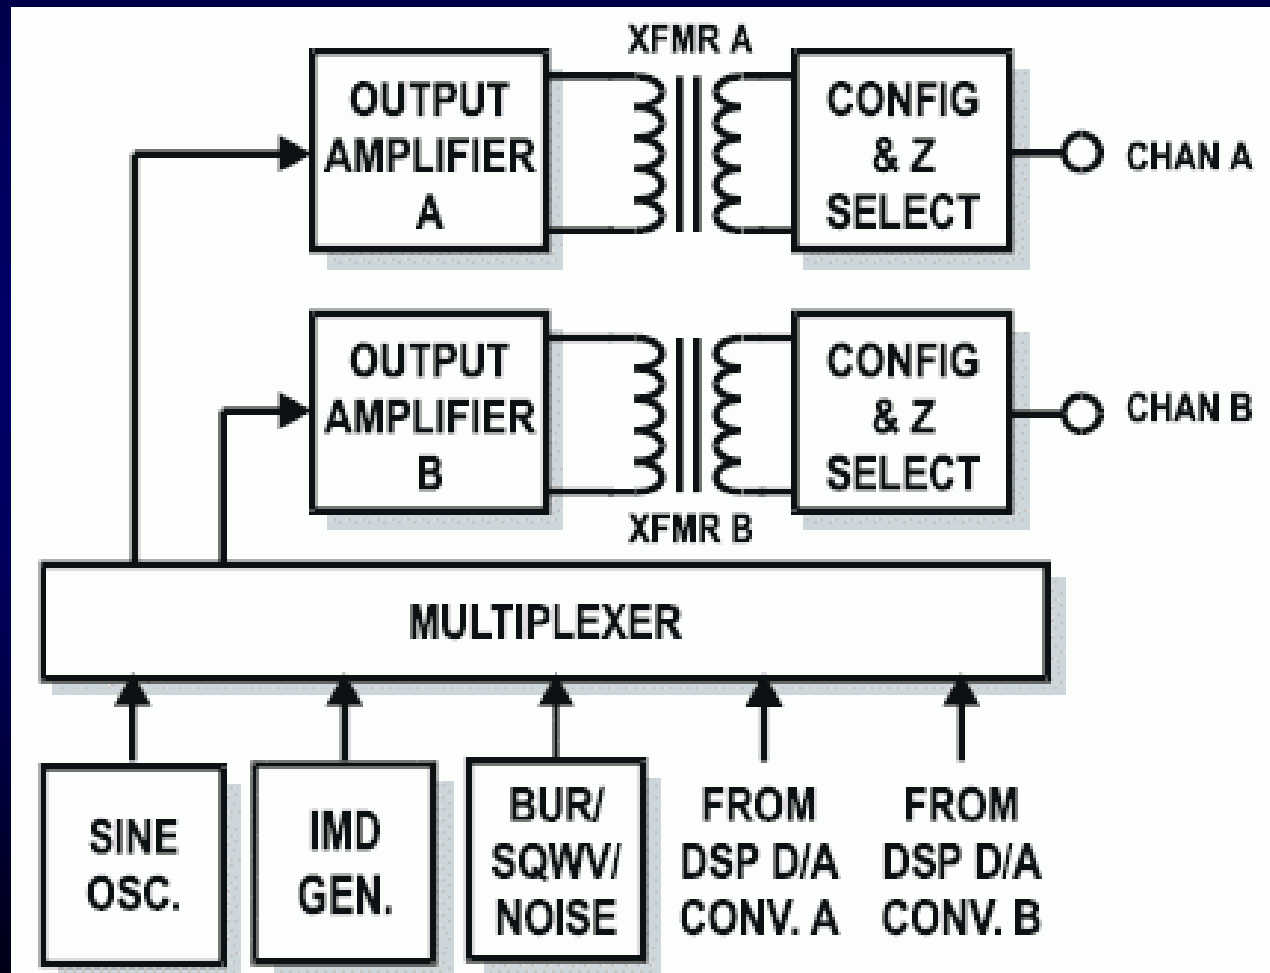 XFMR A
OUTPUT
AMPLIFIER
A
CONFIG
& Z
SELECT
CHAN A
OUTPUT
AMPLIFIER
B
CONFIG
& Z
SELECT
CHAN B
XFMR B
MULTIPLEXER
SINE
OSC.
IMD
GEN.
BUR/
SQWV/
NOISE
FROM
DSP D/A
CONV. A
FROM
DSP D/A
CONV. B